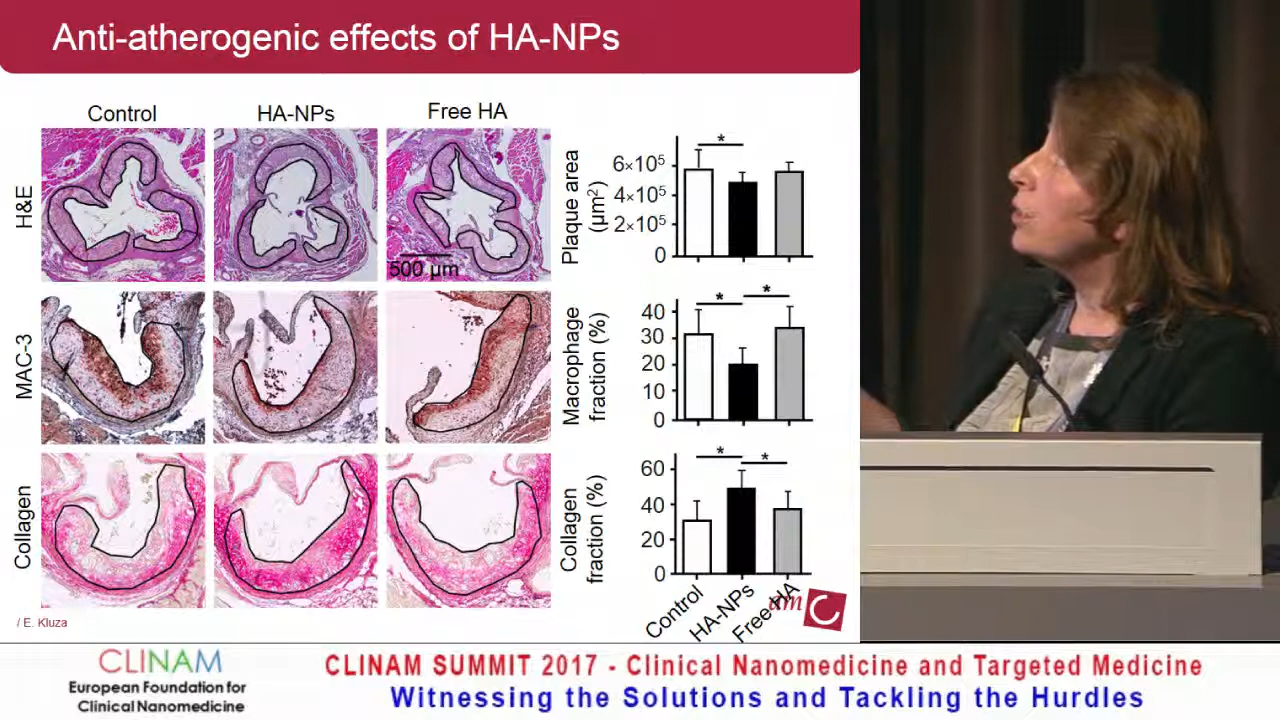 Anti-atherogenic effects of HA-NPs
Control
HA-NPs
Free HA
H&E
500 µm
MAC-3
Collagen
Plaque area
(µm²)
*
6×10⁵
4×10⁵
2×10⁵
0
Macrophage
fraction (%)
* *
40
30
20
10
0
Collagen
fraction (%)
* *
60
40
20
0
Control
HA-NPs
Free HA
amC
/ E. Kluza
CLINAM
European Foundation for
Clinical Nanomedicine
CLINAM SUMMIT 2017 - Clinical Nanomedicine and Targeted Medicine
Witnessing the Solutions and Tackling the Hurdles